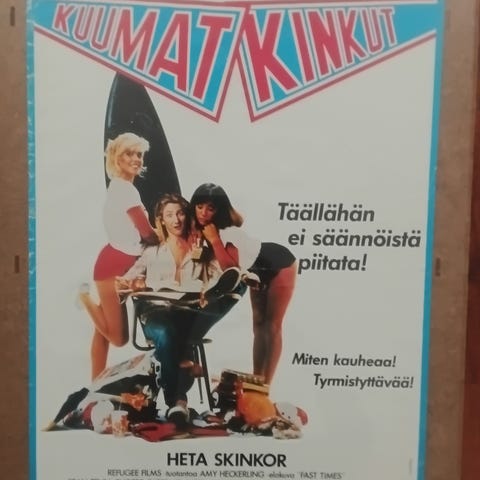 KUUMAT KINKUT
Täällähän
ei säännöistä
piitata!
Miten kauheaa!
Tyrmistyttävää!
HETA SKINKOR
REFUGEE FILMS -tuotantoa AMY HECKERLING -elokuva "FAST TIMES"